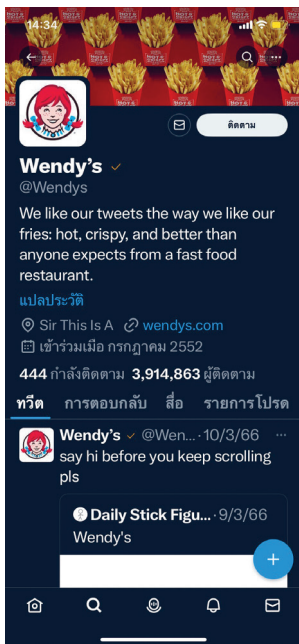 14:34
Wendy's
@Wendys
ติดตาม
We like our tweets the way we like our
fries: hot, crispy, and better than
anyone expects from a fast food
restaurant.
แปลประวัติ
Sir This Is A wendys.com
เข้าร่วมเมื่อ กรกฎาคม 2552
444 กำลังติดตาม 3,914,863 ผู้ติดตาม
ทวีต การตอบกลับ สื่อ รายการโปรด
Wendy's @Wen... · 10/3/66
say hi before you keep scrolling
pls
Daily Stick Figu... · 9/3/66
Wendy's